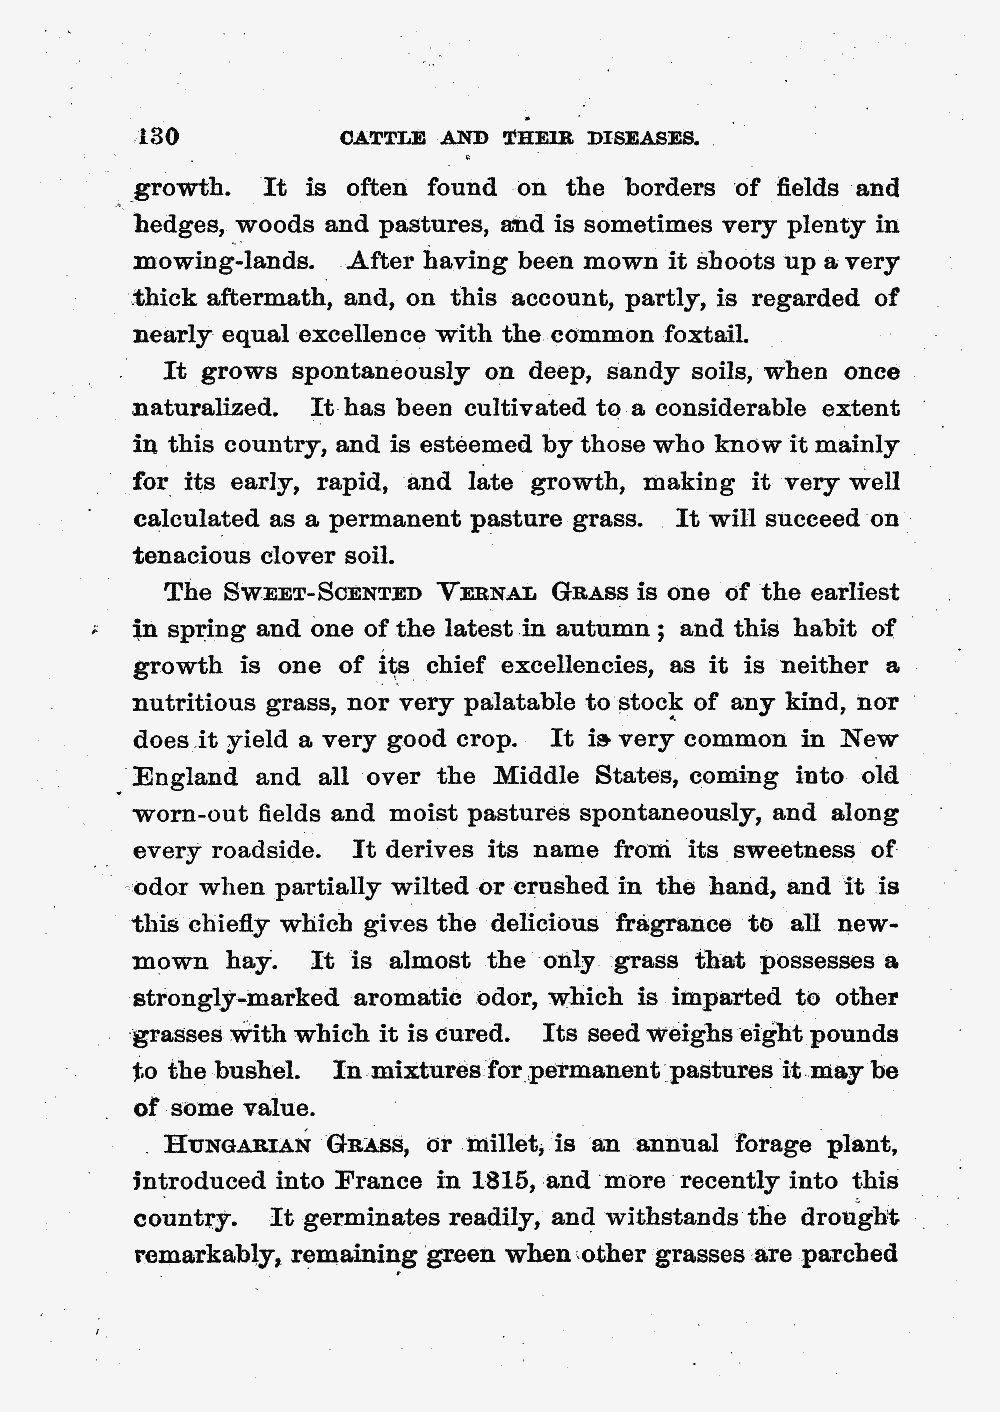 130 CATTLE AND THEIR DISEASES.
growth. It is often found on the borders of fields and
hedges, woods and pastures, and is sometimes very plenty in
mowing-lands. After having been mown it shoots up a very
thick aftermath, and, on this account, partly, is regarded of
nearly equal excellence with the common foxtail.
It grows spontaneously on deep, sandy soils, when once
naturalized. It has been cultivated to a considerable extent
in this country, and is esteemed by those who know it mainly
for its early, rapid, and late growth, making it very well
calculated as a permanent pasture grass. It will succeed on
tenacious clover soil.
The SWEET-SCENTED VERNAL GRASS is one of the earliest
in spring and one of the latest in autumn; and this habit of
growth is one of its chief excellencies, as it is neither a
nutritious grass, nor very palatable to stock of any kind, nor
does it yield a very good crop. It is very common in New
England and all over the Middle States, coming into old
worn-out fields and moist pastures spontaneously, and along
every roadside. It derives its name from its sweetness of
odor when partially wilted or crushed in the hand, and it is
this chiefly which gives the delicious fragrance to all new-
mown hay. It is almost the only grass that possesses a
strongly-marked aromatic odor, which is imparted to other
grasses with which it is cured. Its seed weighs eight pounds
to the bushel. In mixtures for permanent pastures it may be
of some value.
HUNGARIAN GRASS, or millet, is an annual forage plant,
introduced into France in 1815, and more recently into this
country. It germinates readily, and withstands the drought
remarkably, remaining green when other grasses are parched